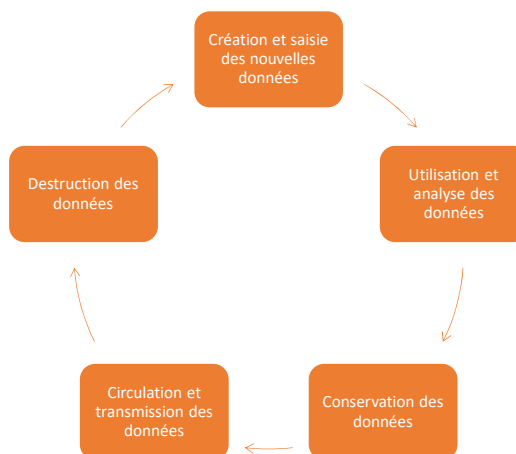 Création et saisie
des nouvelles
données
Utilisation et
analyse des
données
Conservation des
données
Circulation et
transmission des
données
Destruction des
données